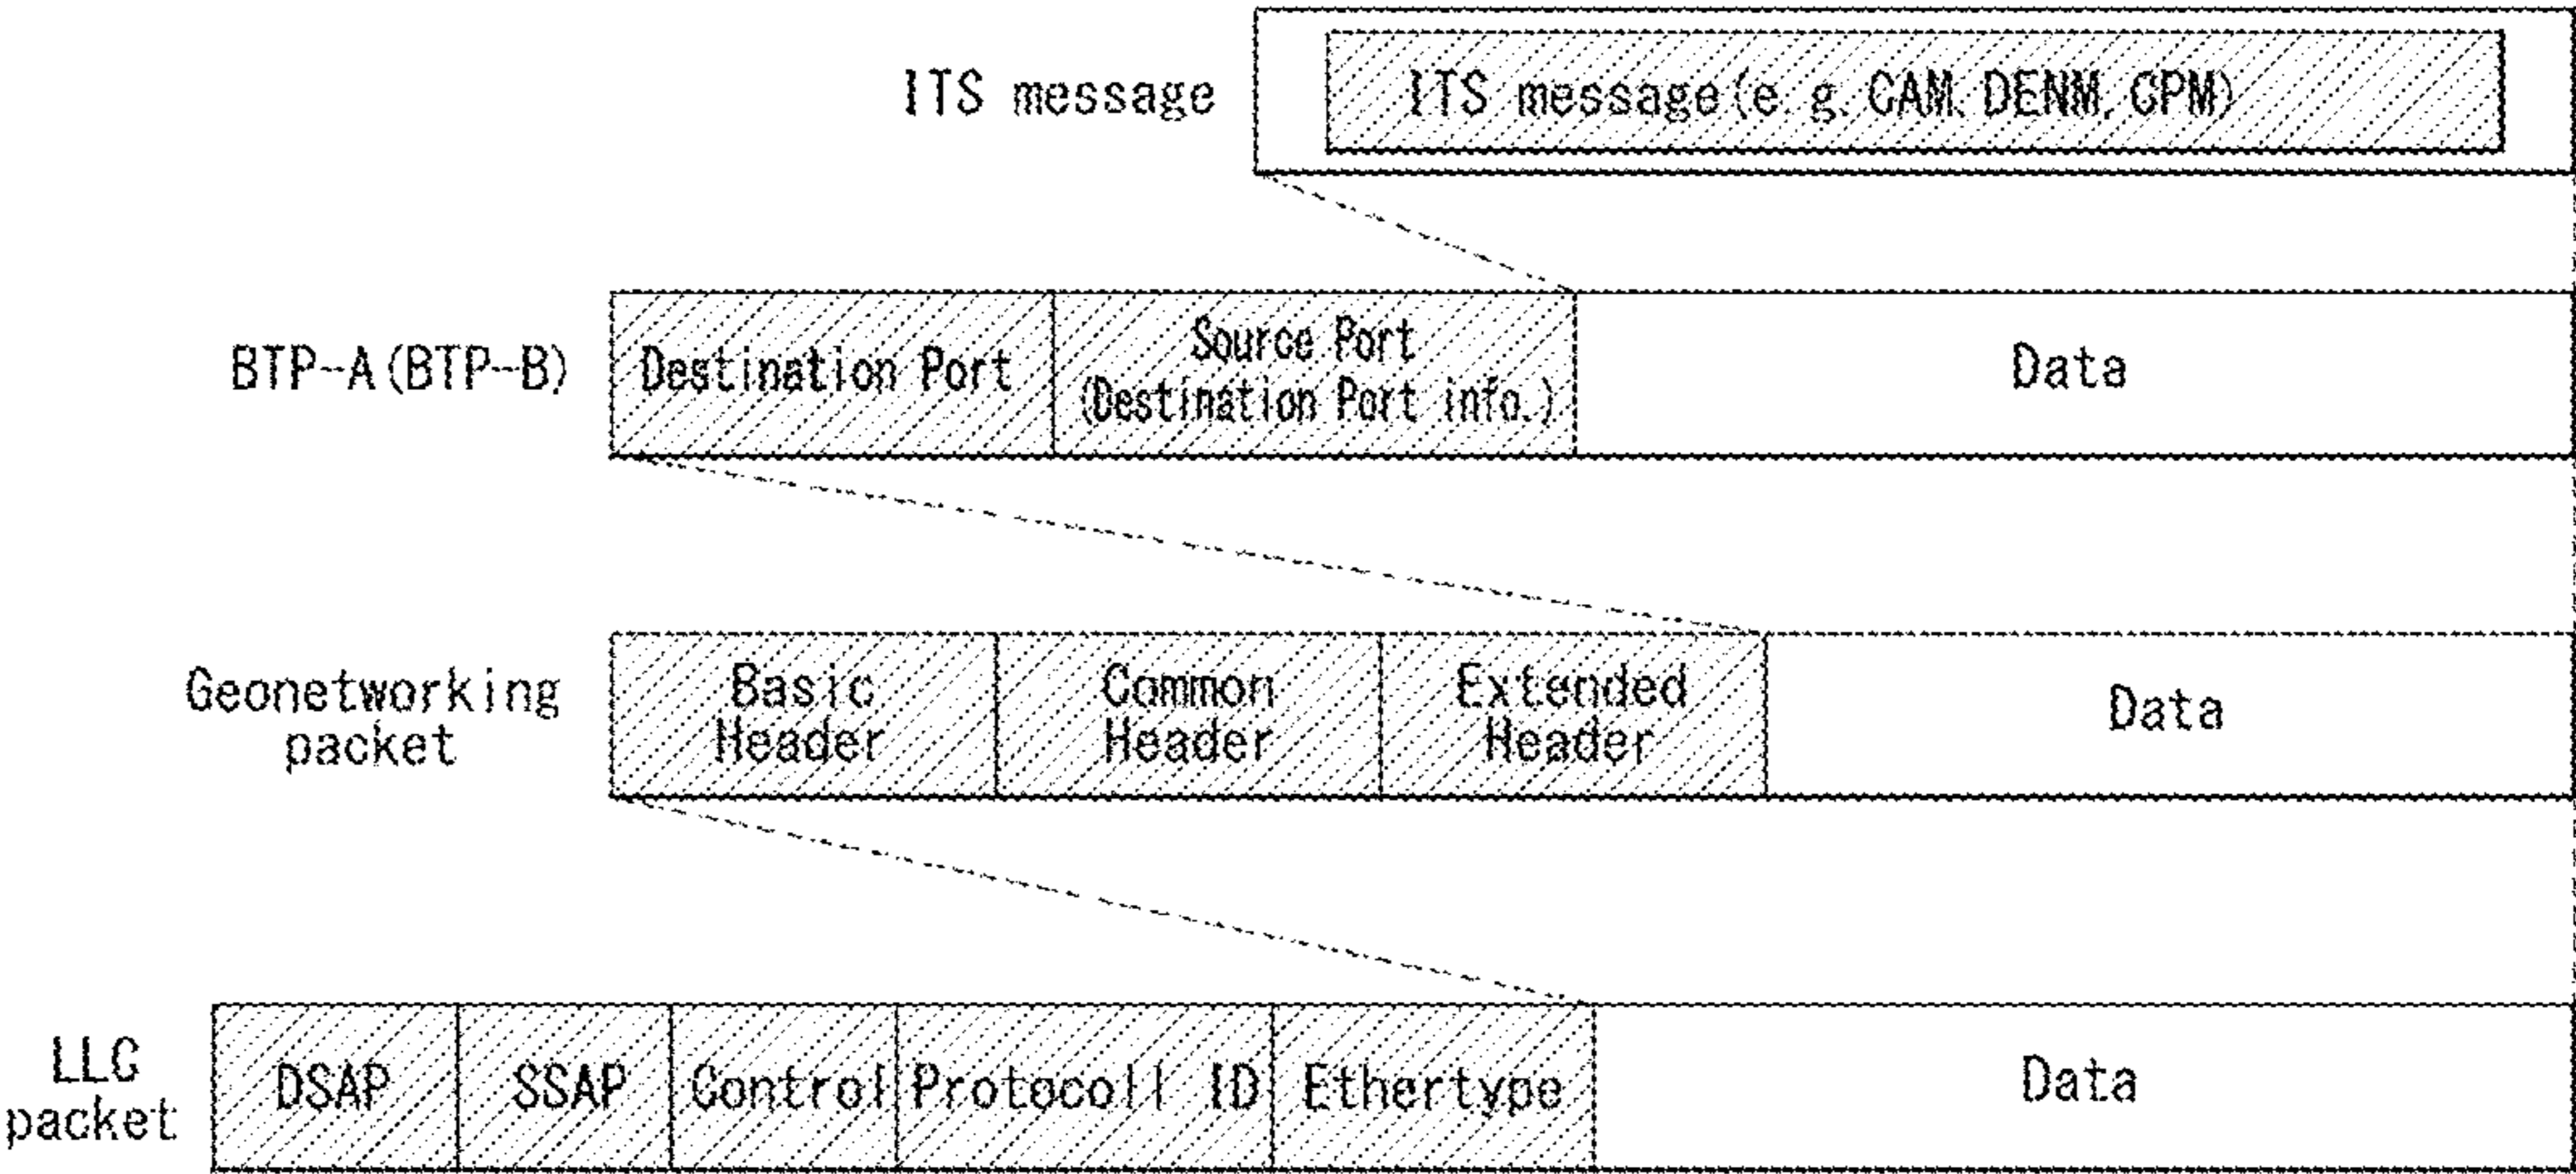 ITS message
ITS message(e.g. CAM, DENM, CPM)
BTP-A(BTP-B)
Destination Port
Source Port
(Destination Port info.)
Data
Geonetworking
packet
Basic
Header
Common
Header
Extended
Header
Data
LLC
packet
DSAP
SSAP
Control
Protocoll ID
Ethertype
Data